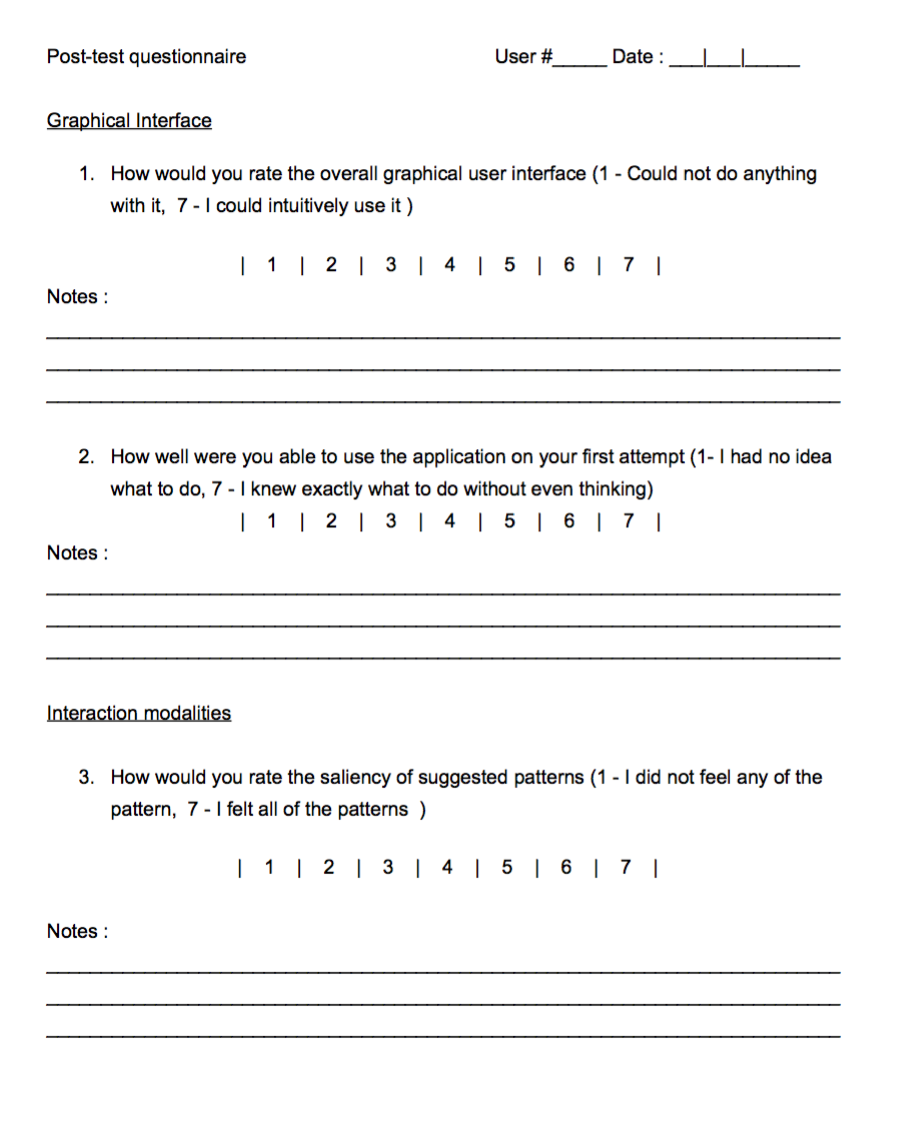 Post-test questionnaire User #_____ Date : ___|___|_____
Graphical Interface
1. How would you rate the overall graphical user interface (1 - Could not do anything
with it, 7 - I could intuitively use it )
| 1 | 2 | 3 | 4 | 5 | 6 | 7 |
Notes :
2. How well were you able to use the application on your first attempt (1- I had no idea
what to do, 7 - I knew exactly what to do without even thinking)
| 1 | 2 | 3 | 4 | 5 | 6 | 7 |
Notes :
Interaction modalities
3. How would you rate the saliency of suggested patterns (1 - I did not feel any of the
pattern, 7 - I felt all of the patterns )
| 1 | 2 | 3 | 4 | 5 | 6 | 7 |
Notes :